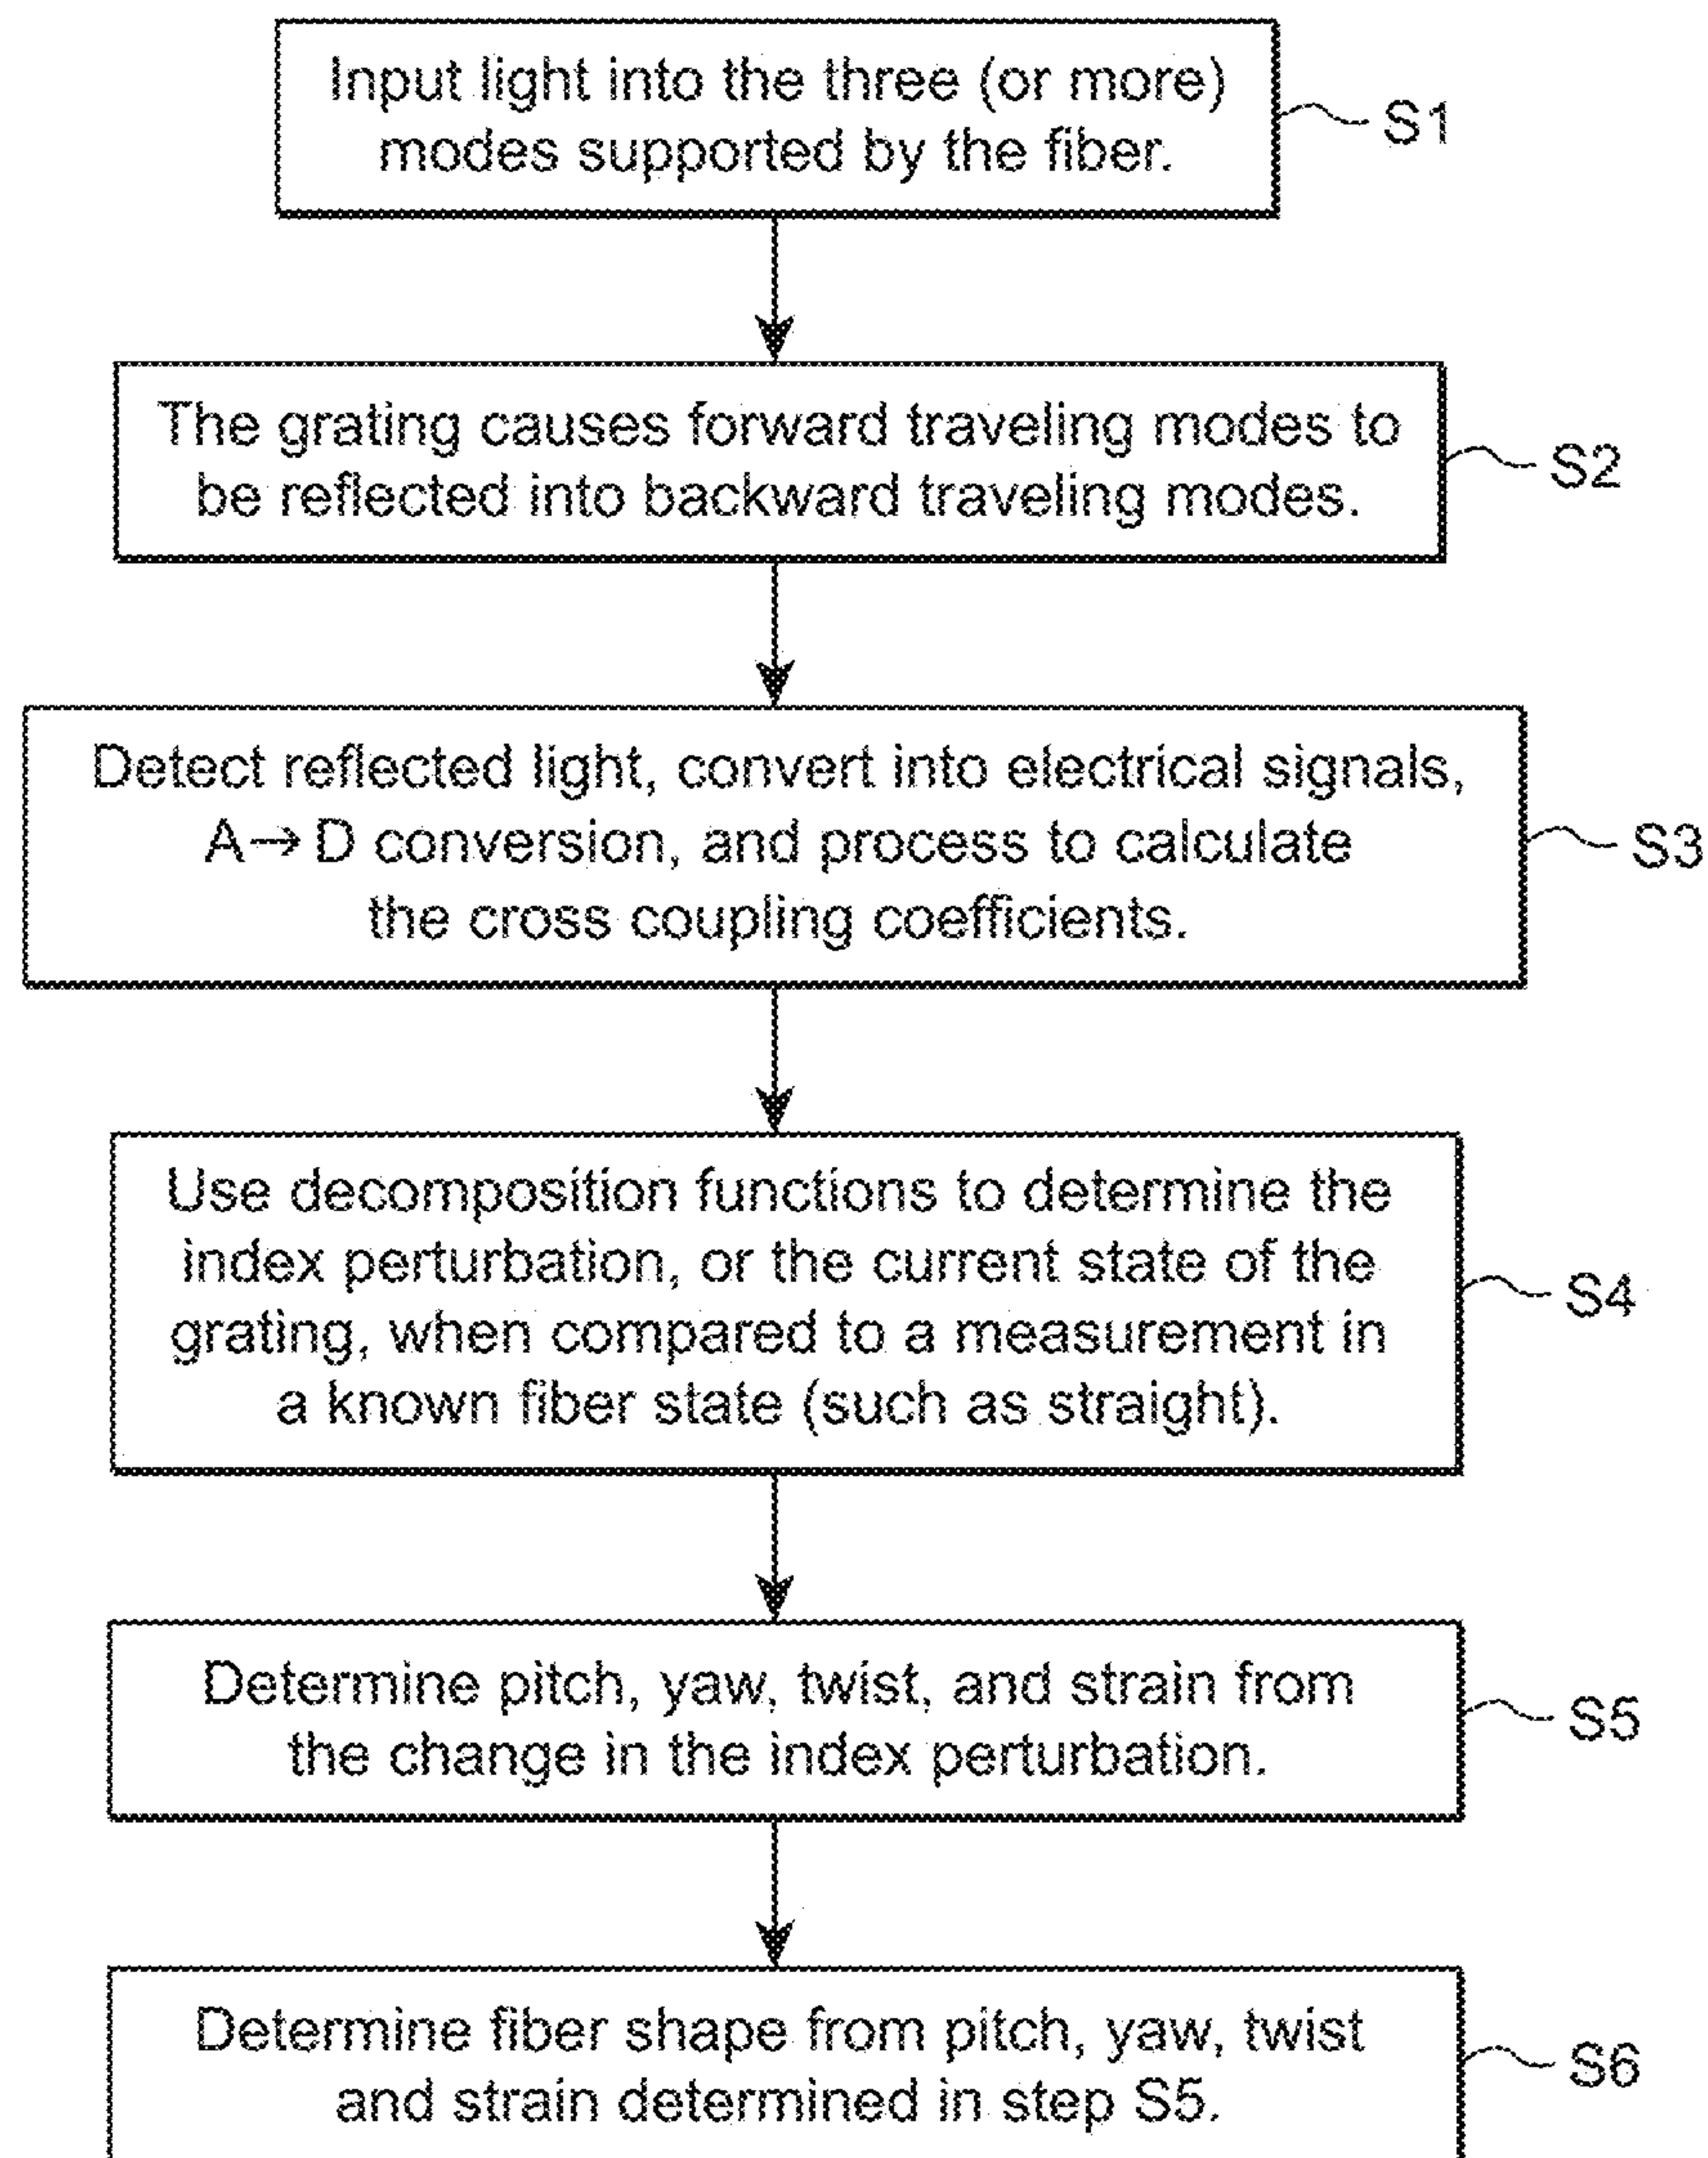 Input light into the three (or more)
modes supported by the fiber.
S1
The grating causes forward traveling modes to
be reflected into backward traveling modes.
S2
Detect reflected light, convert into electrical signals,
A→D conversion, and process to calculate
the cross coupling coefficients.
S3
Use decomposition functions to determine the
index perturbation, or the current state of the
grating, when compared to a measurement in
a known fiber state (such as straight).
S4
Determine pitch, yaw, twist, and strain from
the change in the index perturbation.
S5
Determine fiber shape from pitch, yaw, twist
and strain determined in step S5.
S6